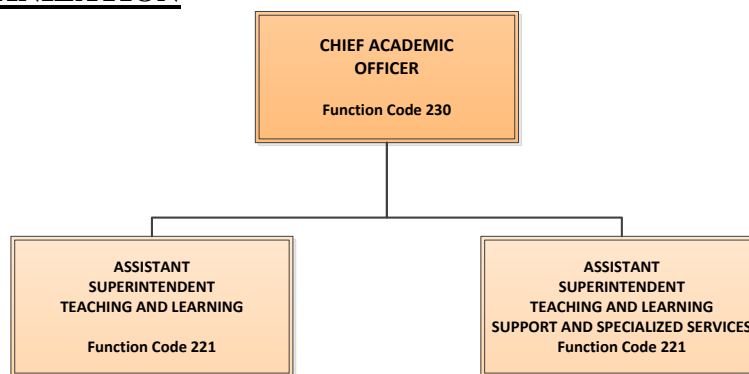 CHIEF ACADEMIC
OFFICER
Function Code 230
ASSISTANT
SUPERINTENDENT
TEACHING AND LEARNING
Function Code 221
ASSISTANT
SUPERINTENDENT
TEACHING AND LEARNING
SUPPORT AND SPECIALIZED SERVICES
Function Code 221